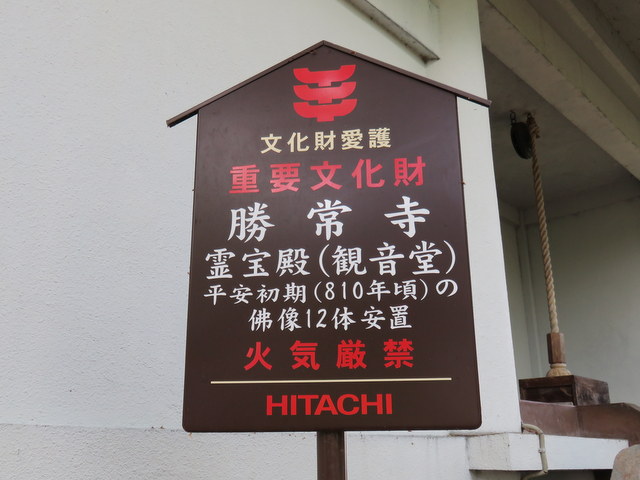 文化財愛護
重要文化財
勝常寺
霊宝殿(観音堂)
平安初期(810年頃)の
佛像12体安置
火気厳禁
HITACHI